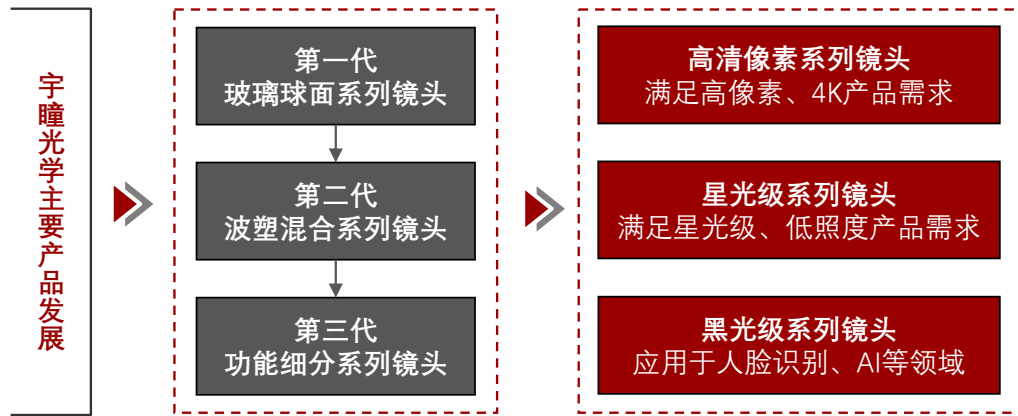 宇瞳光学主要产品发展
第一代
玻璃球面系列镜头
第二代
波塑混合系列镜头
第三代
功能细分系列镜头
高清像素系列镜头
满足高像素、4K产品需求
星光级系列镜头
满足星光级、低照度产品需求
黑光级系列镜头
应用于人脸识别、AI等领域